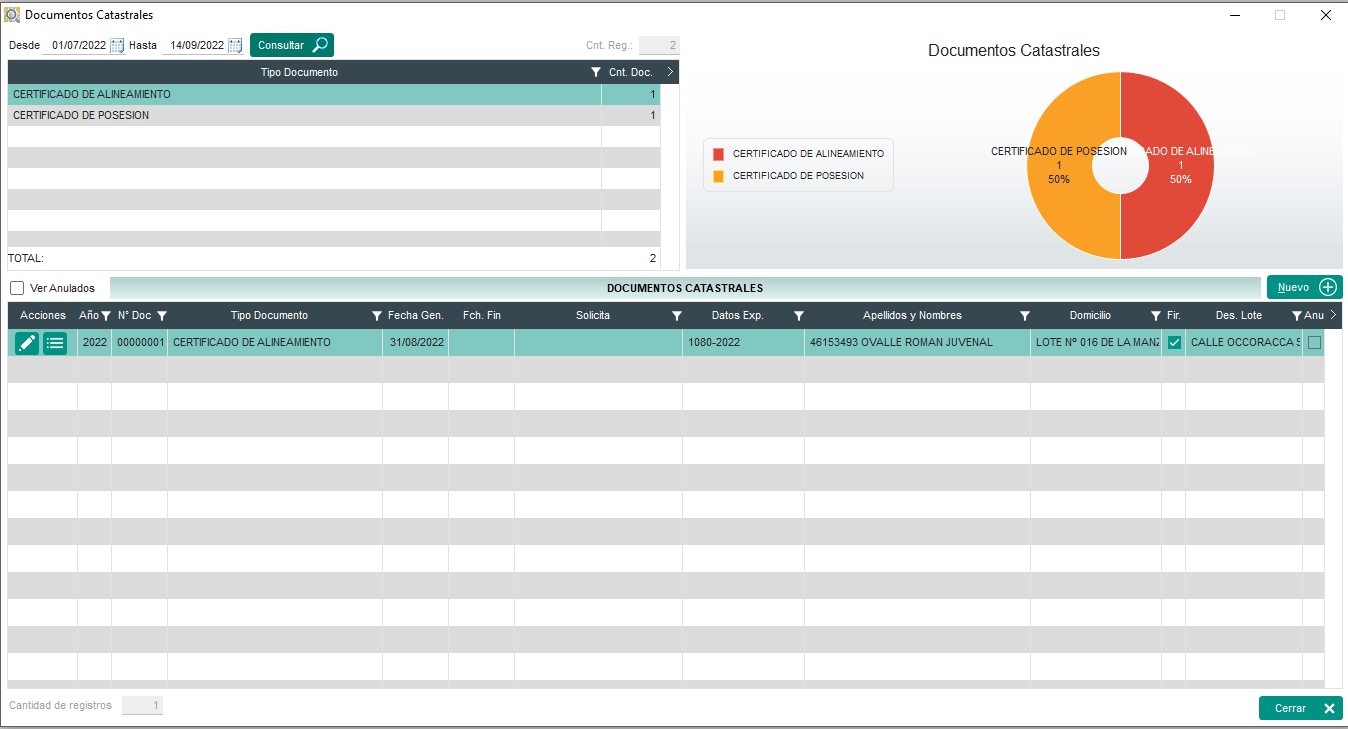 Documentos Catastrales
Desde 01/07/2022 Hasta 14/09/2022 Consultar Cnt. Reg.: 2
Tipo Documento Cnt. Doc.
CERTIFICADO DE ALINEAMIENTO 1
CERTIFICADO DE POSESION 1
TOTAL: 2
Documentos Catastrales
CERTIFICADO DE ALINEAMIENTO
CERTIFICADO DE POSESION
CERTIFICADO DE POSESION
1
50%
CADO DE ALINEAMIENTO
1
50%
Ver Anulados DOCUMENTOS CATASTRALES Nuevo
Acciones Año N° Doc Tipo Documento Fecha Gen. Fch. Fin Solicita Datos Exp. Apellidos y Nombres Domicilio Fir. Des. Lote Anu
2022 00000001 CERTIFICADO DE ALINEAMIENTO 31/08/2022 1080-2022 46153493 OVALLE ROMAN JUVENAL LOTE Nº 016 DE LA MANZ CALLE OCCORACCA S
Cantidad de registros 1
Cerrar